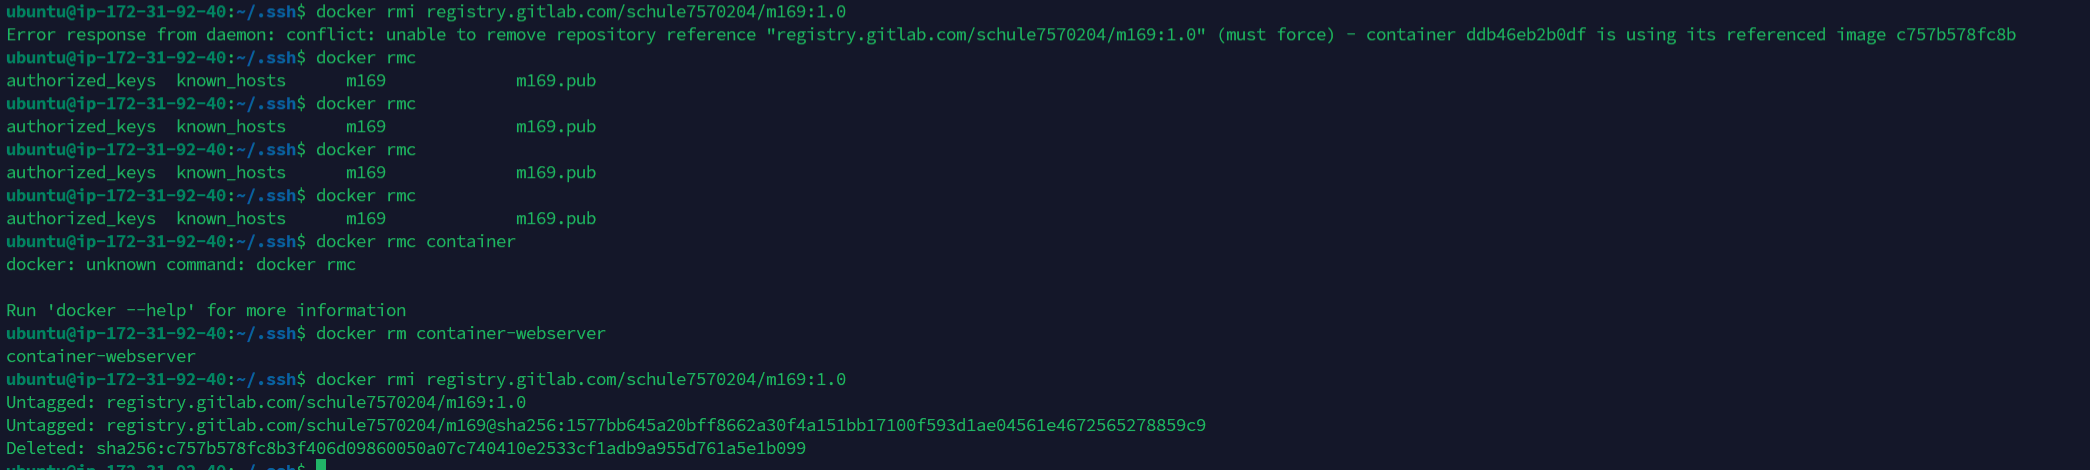 ubuntu@ip-172-31-92-40:~/.ssh$ docker rmi registry.gitlab.com/schule7570204/m169:1.0
Error response from daemon: conflict: unable to remove repository reference "registry.gitlab.com/schule7570204/m169:1.0" (must force) - container ddb46eb2b0df is using its referenced image c757b578fc8b
ubuntu@ip-172-31-92-40:~/.ssh$ docker rmc
authorized_keys  known_hosts      m169             m169.pub
ubuntu@ip-172-31-92-40:~/.ssh$ docker rmc
authorized_keys  known_hosts      m169             m169.pub
ubuntu@ip-172-31-92-40:~/.ssh$ docker rmc
authorized_keys  known_hosts      m169             m169.pub
ubuntu@ip-172-31-92-40:~/.ssh$ docker rmc
authorized_keys  known_hosts      m169             m169.pub
ubuntu@ip-172-31-92-40:~/.ssh$ docker rmc container
docker: unknown command: docker rmc

Run 'docker --help' for more information
ubuntu@ip-172-31-92-40:~/.ssh$ docker rm container-webserver
container-webserver
ubuntu@ip-172-31-92-40:~/.ssh$ docker rmi registry.gitlab.com/schule7570204/m169:1.0
Untagged: registry.gitlab.com/schule7570204/m169:1.0
Untagged: registry.gitlab.com/schule7570204/m169@sha256:1577bb645a20bff8662a30f4a151bb17100f593d1ae04561e4672565278859c9
Deleted: sha256:c757b578fc8b3f406d09860050a07c740410e2533cf1adb9a955d761a5e1b099
ubuntu@ip-172-31-92-40:~/.ssh$